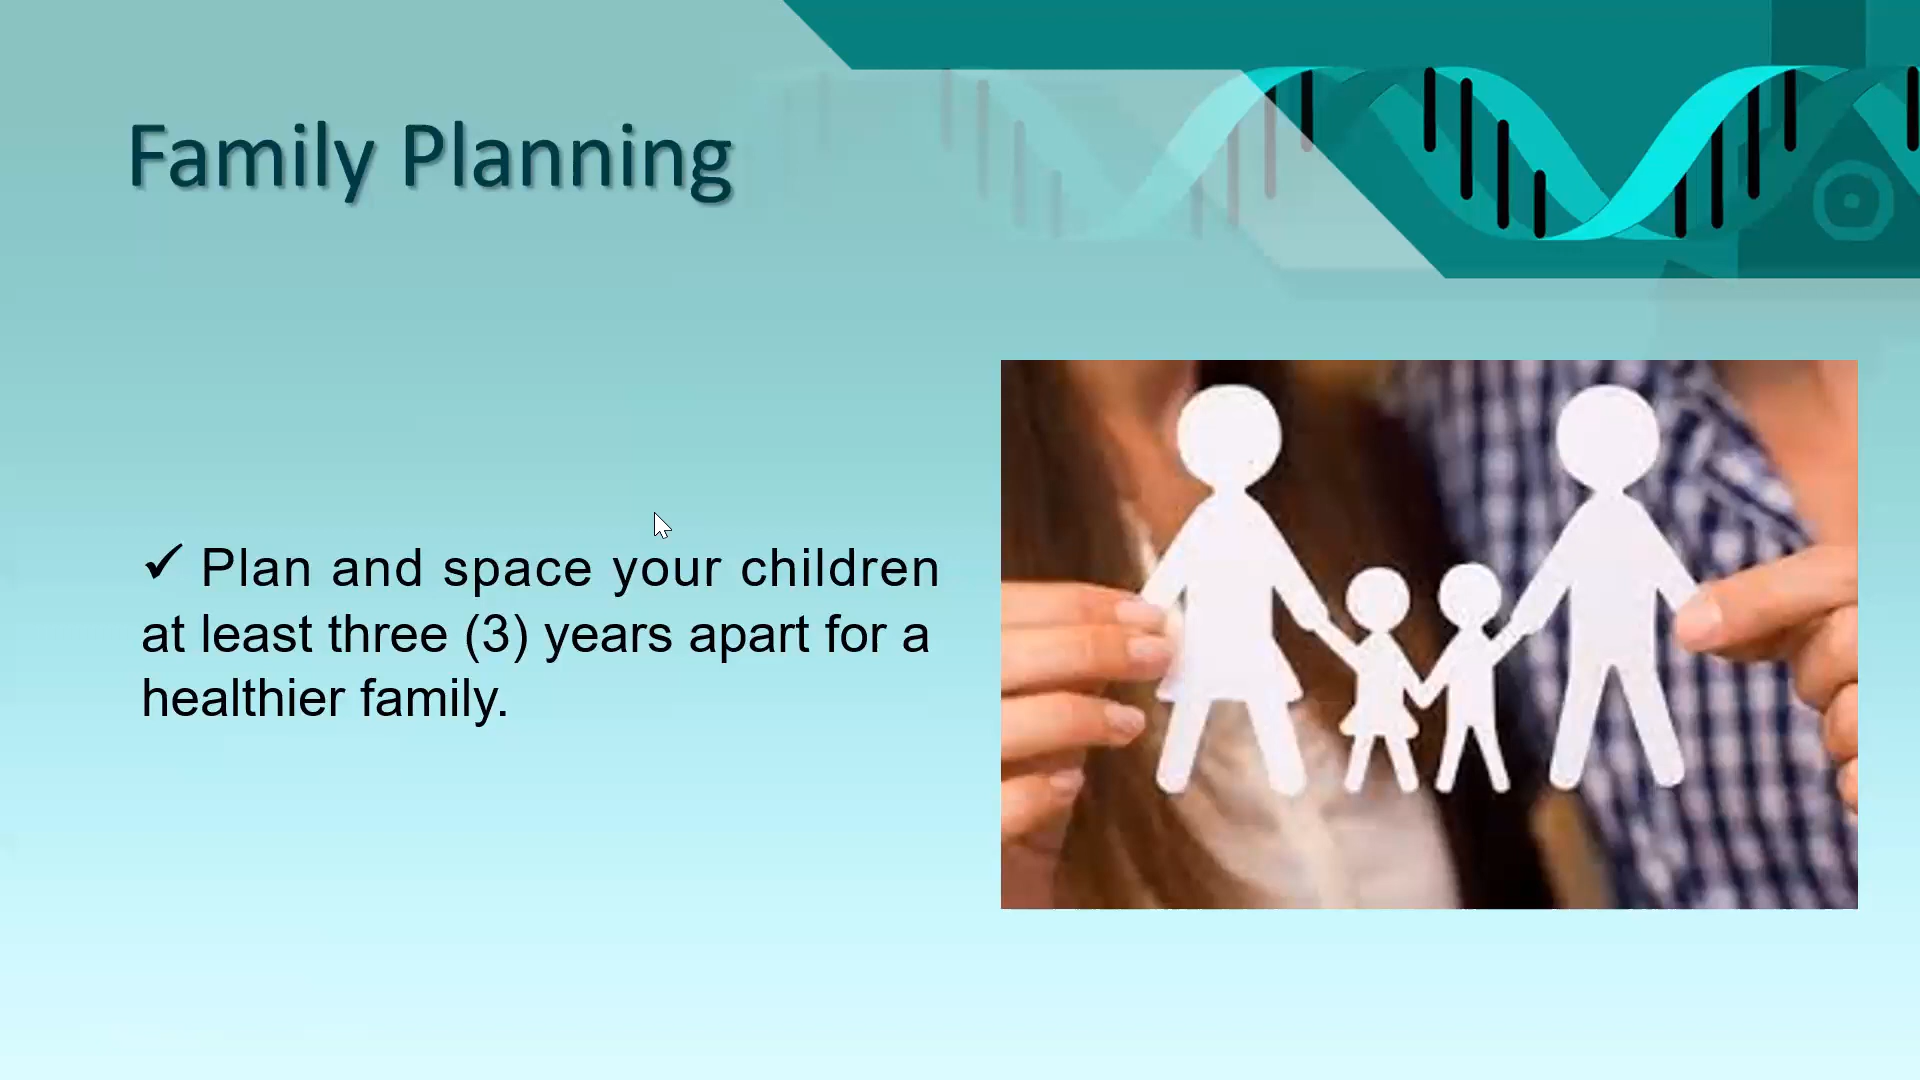 Family Planning
✓ Plan and space your children
at least three (3) years apart for a
healthier family.